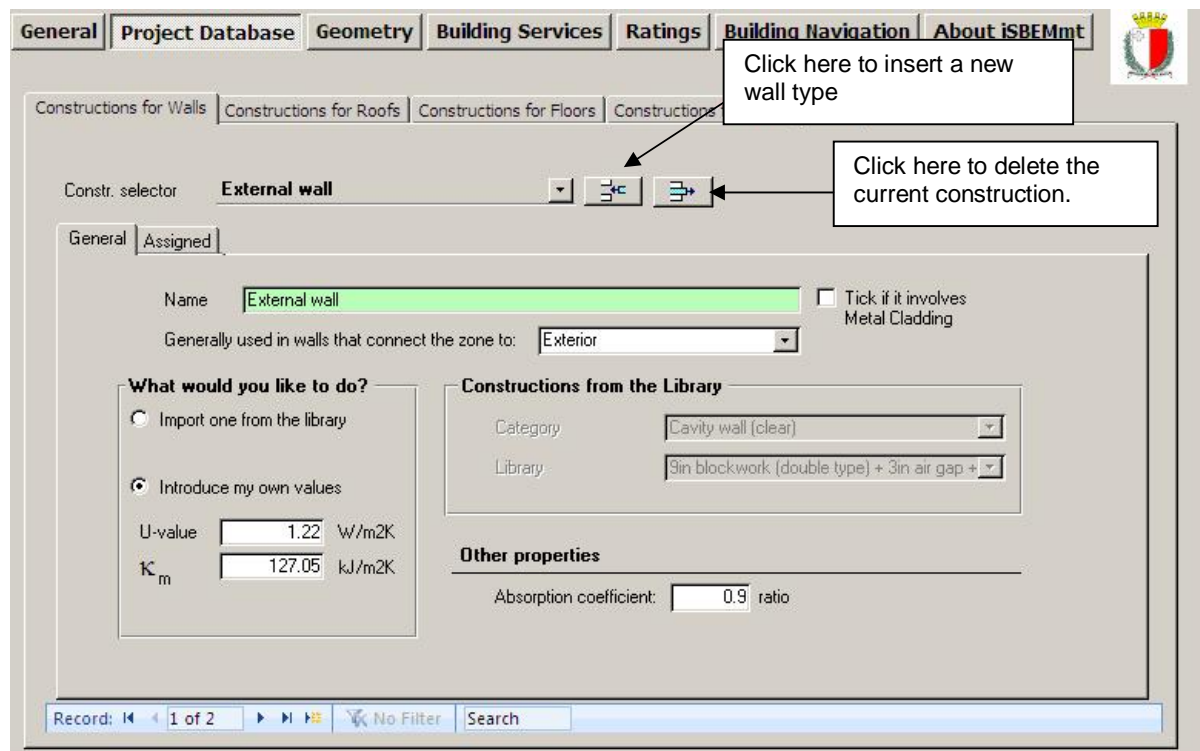 General Project Database Geometry Building Services Ratings Building Navigation About iSBEMmt
Click here to insert a new
wall type
Constructions for Walls Constructions for Roofs Constructions for Floors Constructions
Click here to delete the
current construction.
Constr. selector External wall
General Assigned
Name External wall Tick if it involves
Metal Cladding
Generally used in walls that connect the zone to: Exterior
What would you like to do? Constructions from the Library
Import one from the library
Category Cavity wall (clear)
Library 9in blockwork (double type) + 3in air gap +
Introduce my own values
U-value 1.22 W/m2K
Km 127.05 kJ/m2K
Other properties
Absorption coefficient: 0.9 ratio
Record: 1 of 2 No Filter Search